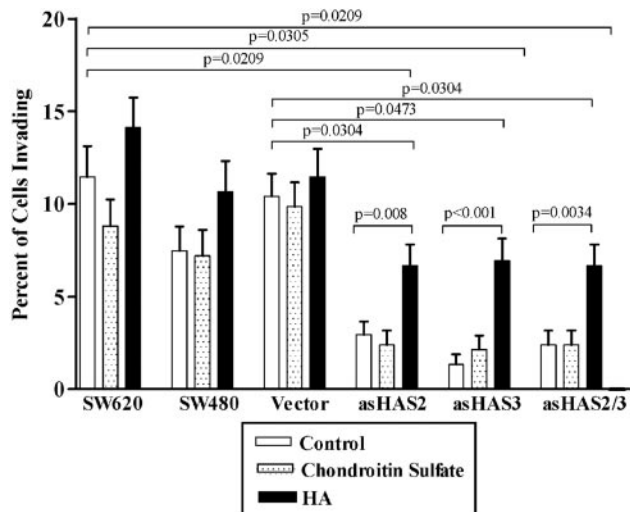 20
15
10
5
0
Percent of Cells Invading
p=0.0209
p=0.0305
p=0.0209
p=0.0304
p=0.0473
p=0.0304
p=0.008
p<0.001
p=0.0034
SW620 SW480 Vector asHAS2 asHAS3 asHAS2/3
Control
Chondroitin Sulfate
HA